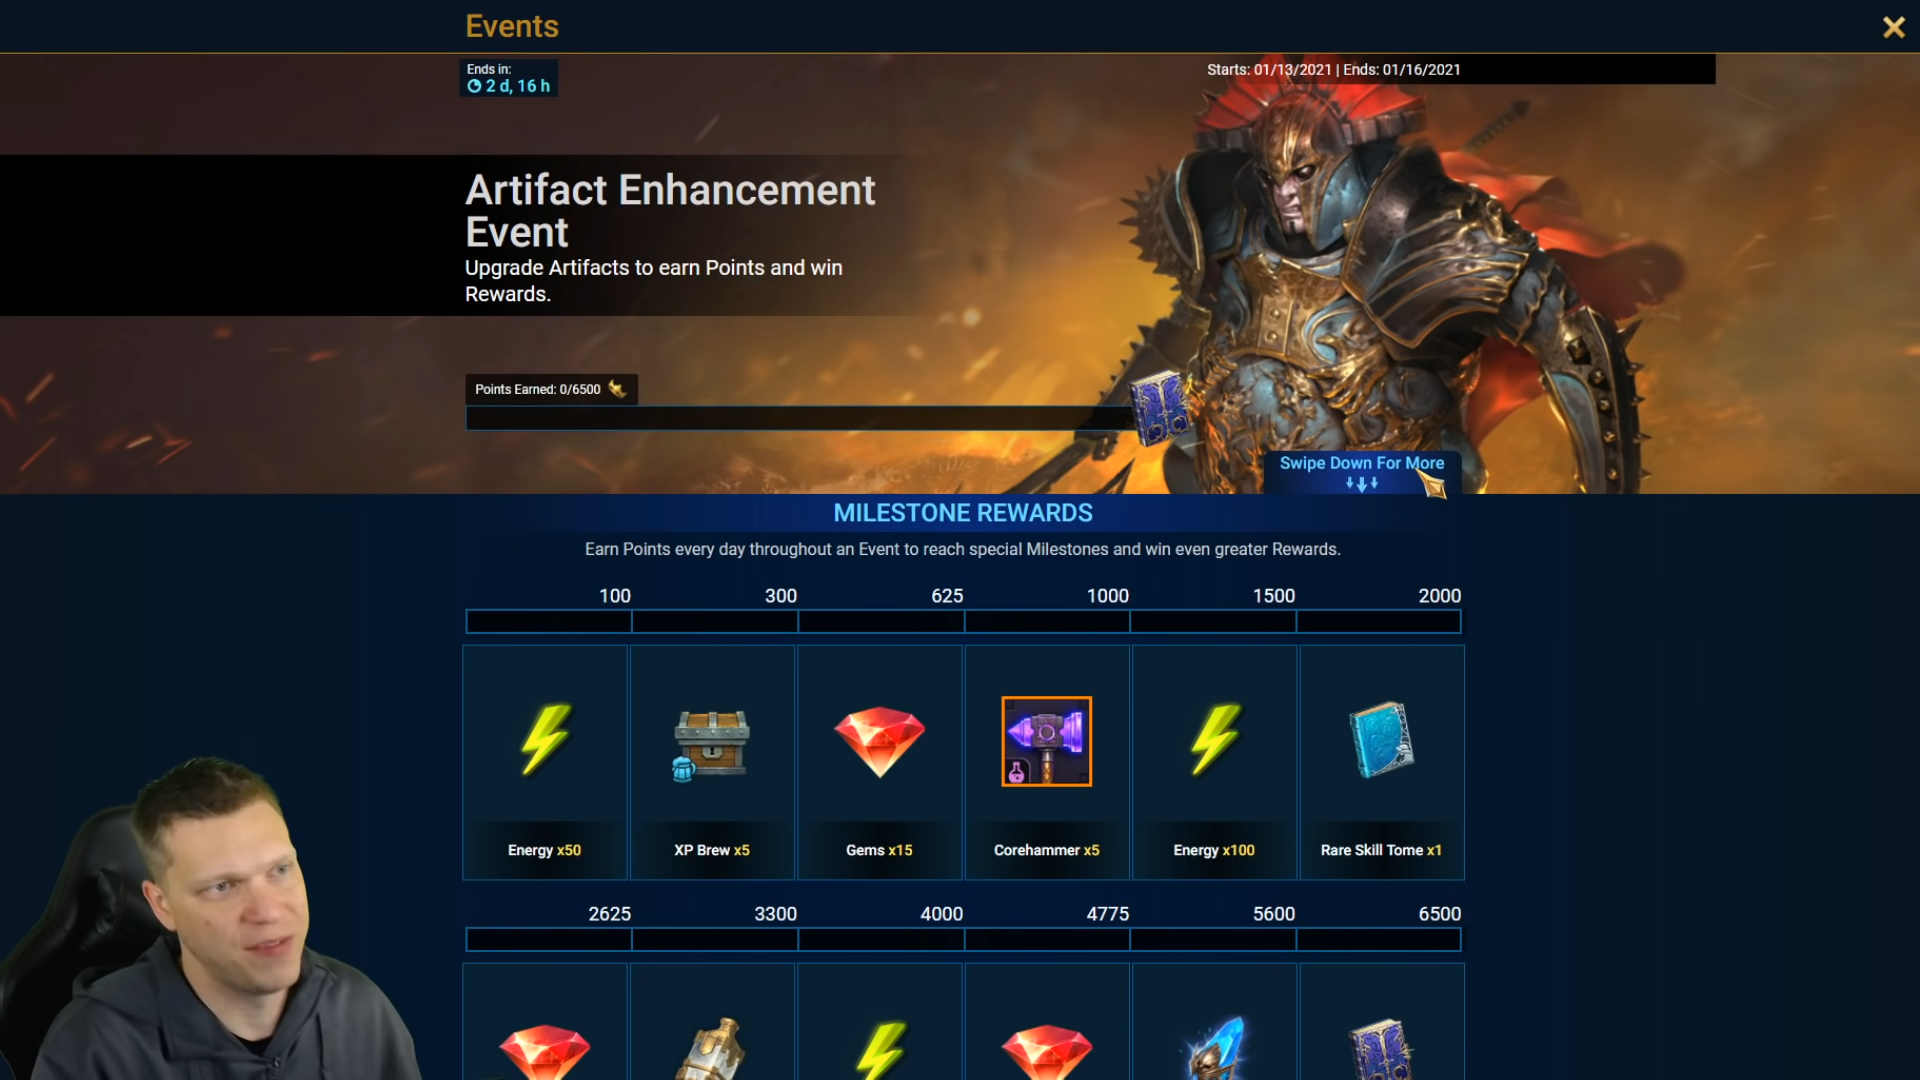 Events
Ends in:
2 d, 16 h
Starts: 01/13/2021 | Ends: 01/16/2021
Artifact Enhancement
Event
Upgrade Artifacts to earn Points and win
Rewards.
Points Earned: 0/6500
Swipe Down For More
MILESTONE REWARDS
Earn Points every day throughout an Event to reach special Milestones and win even greater Rewards.
100 300 625 1000 1500 2000
Energy x50 XP Brew x5 Gems x15 Corehammer x5 Energy x100 Rare Skill Tome x1
2625 3300 4000 4775 5600 6500